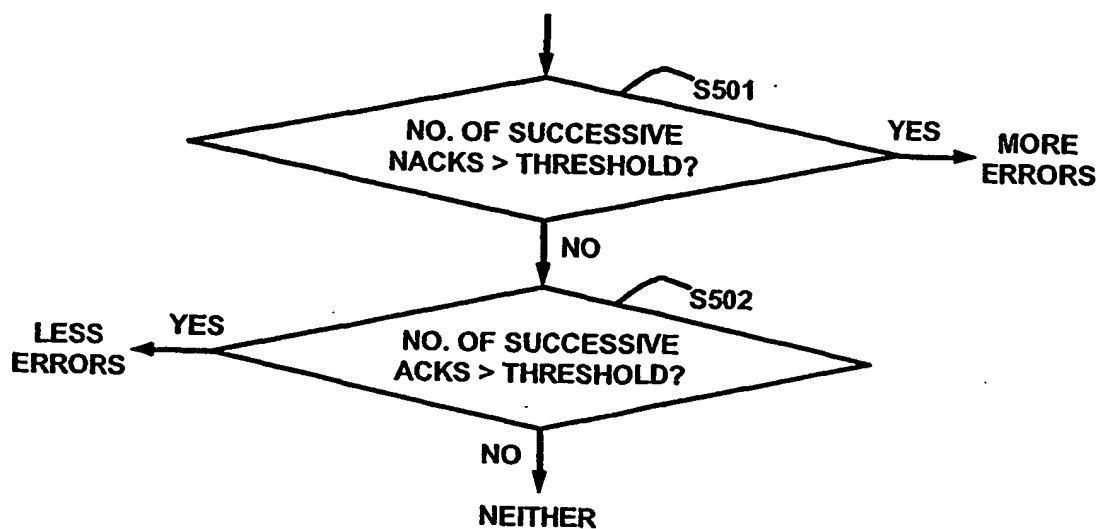 S501
NO. OF SUCCESSIVE
NACKS > THRESHOLD?
YES
MORE
ERRORS
NO
S502
LESS
ERRORS
YES
NO. OF SUCCESSIVE
ACKS > THRESHOLD?
NO
NEITHER